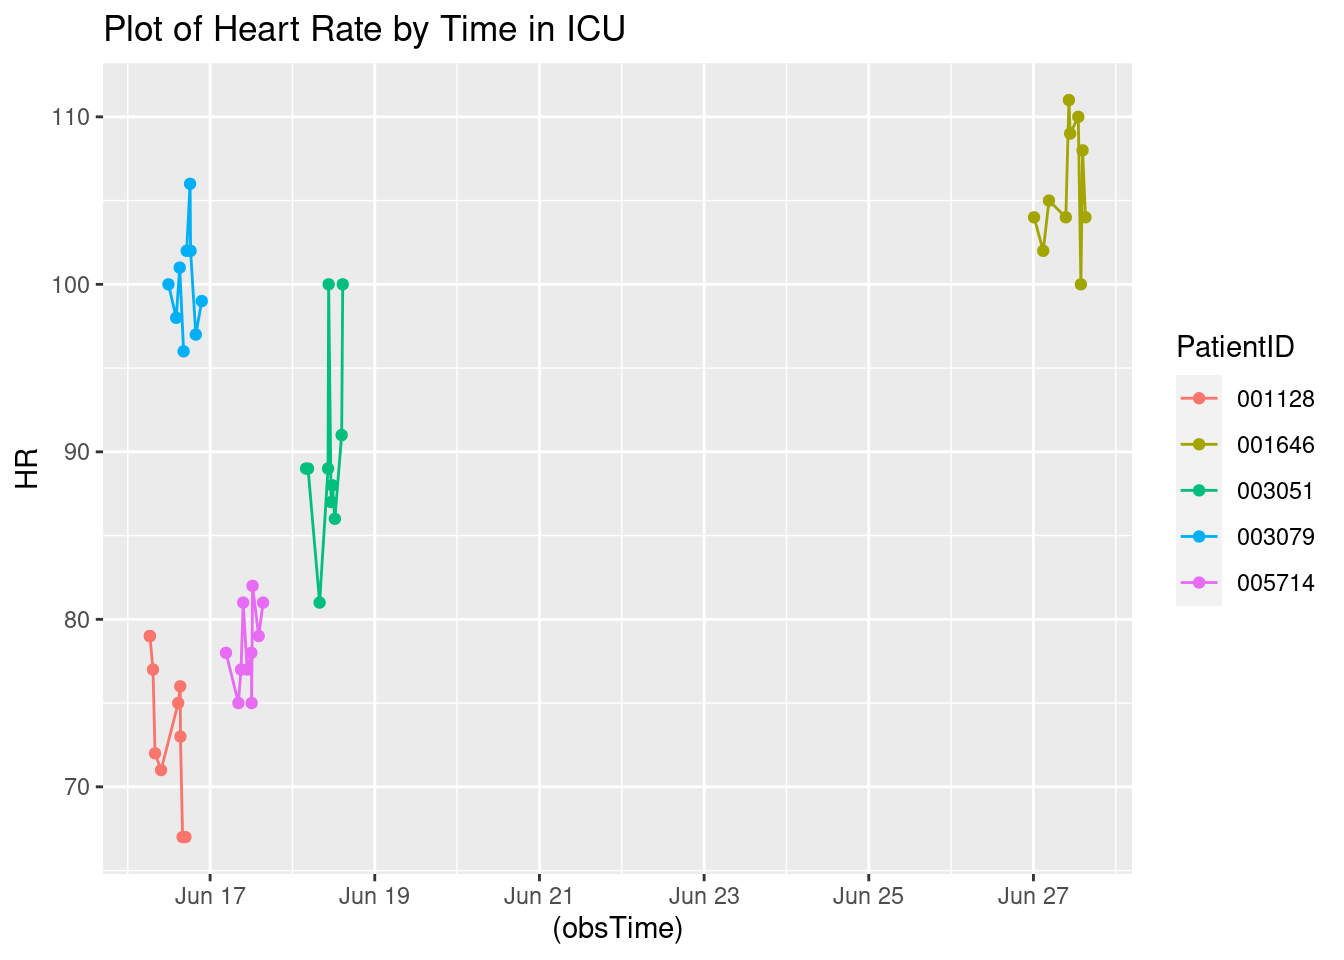 Plot of Heart Rate by Time in ICU
110
100
90
80
70
HR
Jun 17
Jun 19
Jun 21
Jun 23
Jun 25
Jun 27
(obsTime)
PatientID
001128
001646
003051
003079
005714